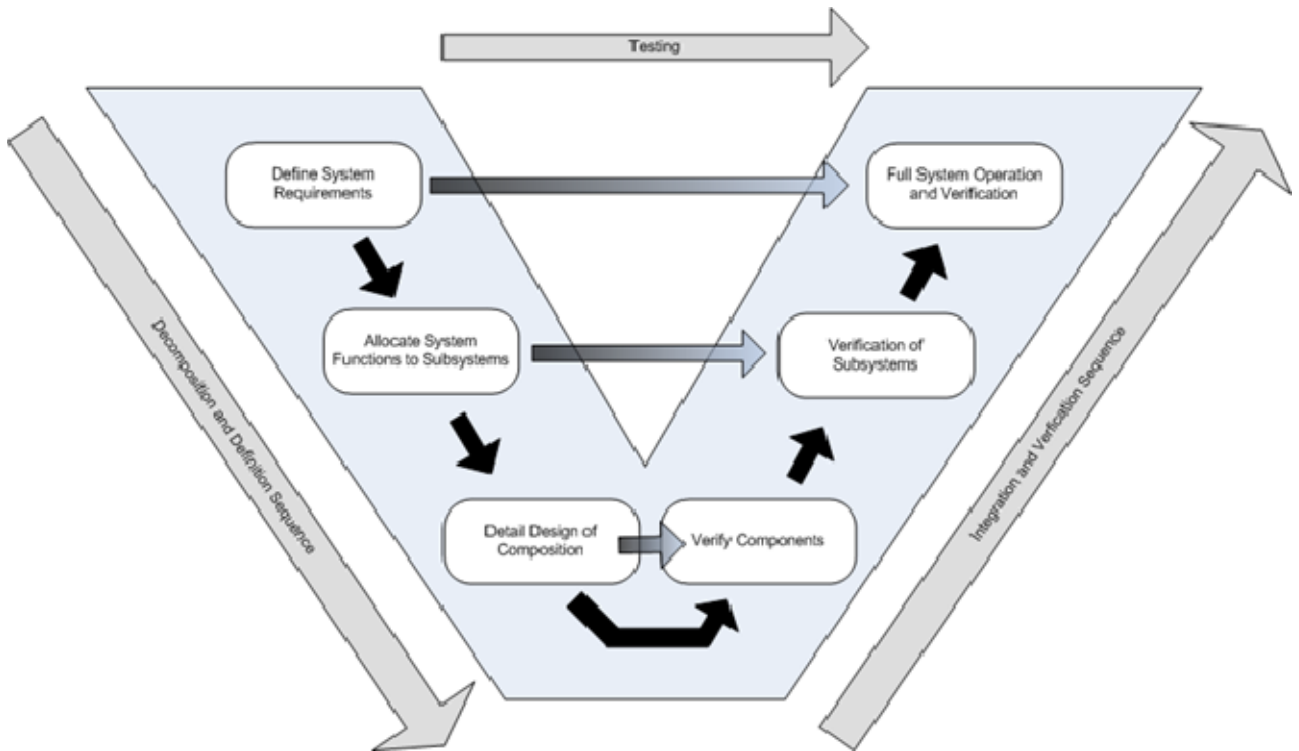 Testing
Define System
Requirements
Full System Operation
and Verification
Allocate System
Functions to Subsystems
Verification of
Subsystems
Detail Design of
Composition
Verify Components
Decomposition and Definition Sequence
Integration and Verfication Sequence